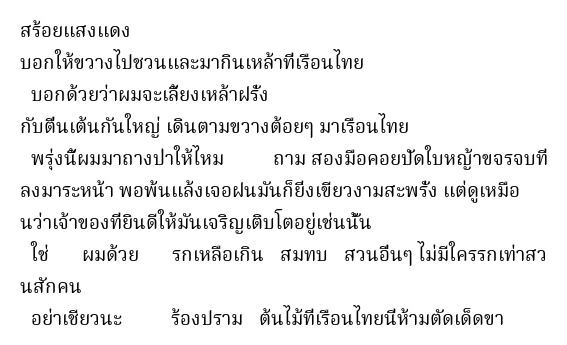 สร้อยแสงแดง
บอกให้ขวางไปชวนและมากินเหล้าที่เรือนไทย
บอกด้วยว่าผมจะเลี้ยงเหล้าฝรั่ง
กับตื่นเต้นกันใหญ่ เดินตามขวางต้อยๆ มาเรือนไทย
พรุ่งนี้ผมมาถางป่าให้ไหม ถาม สองมือคอยปัดใบหญ้าขจรจบที่
ลงมาระหน้า พอพ้นแล้งเจอฝนมันก็ยิ่งเขียวงามสะพรั่ง แต่ดูเหมือ
นว่าเจ้าของที่ยินดีให้มันเจริญเติบโตอยู่เช่นนั้น
ใช่ ผมด้วย รกเหลือเกิน สมทบ สวนอื่นๆ ไม่มีใครรกเท่าสว
นสักคน
อย่าเชียวนะ ร้องปราม ต้นไม้ที่เรือนไทยนี่ห้ามตัดเด็ดขา